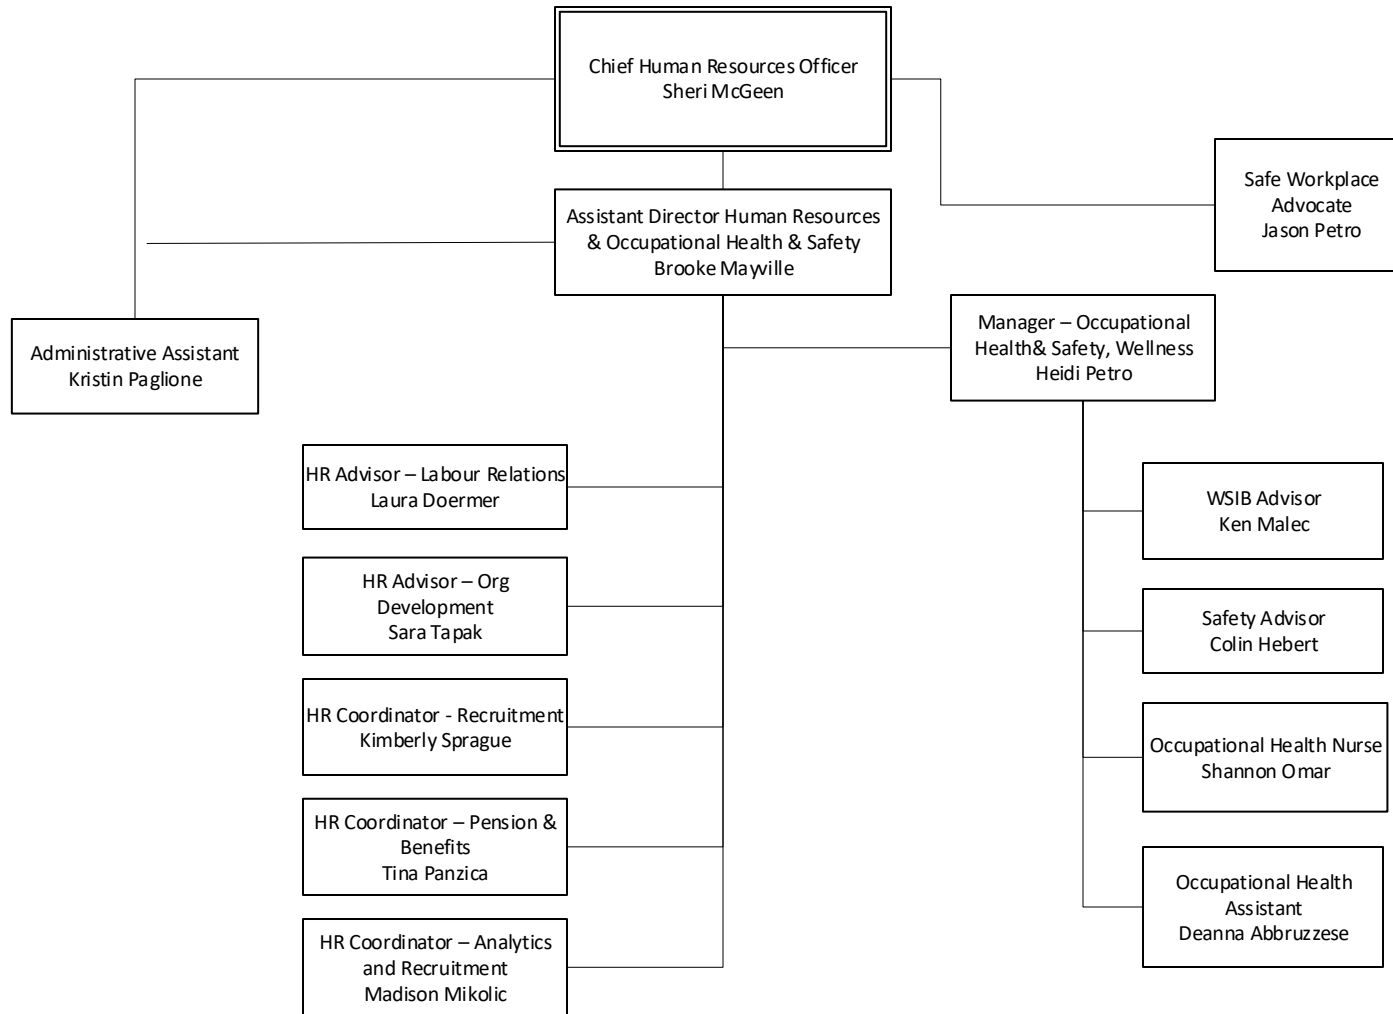 Chief Human Resources Officer
Sheri McGeen
Safe Workplace
Advocate
Jason Petro
Assistant Director Human Resources
& Occupational Health & Safety
Brooke Mayville
Manager – Occupational
Health& Safety, Wellness
Heidi Petro
Administrative Assistant
Kristin Paglione
HR Advisor – Labour Relations
Laura Doermer
HR Advisor – Org
Development
Sara Tapak
HR Coordinator - Recruitment
Kimberly Sprague
HR Coordinator – Pension &
Benefits
Tina Panzica
HR Coordinator – Analytics
and Recruitment
Madison Mikolic
WSIB Advisor
Ken Malec
Safety Advisor
Colin Hebert
Occupational Health Nurse
Shannon Omar
Occupational Health
Assistant
Deanna Abbruzzese